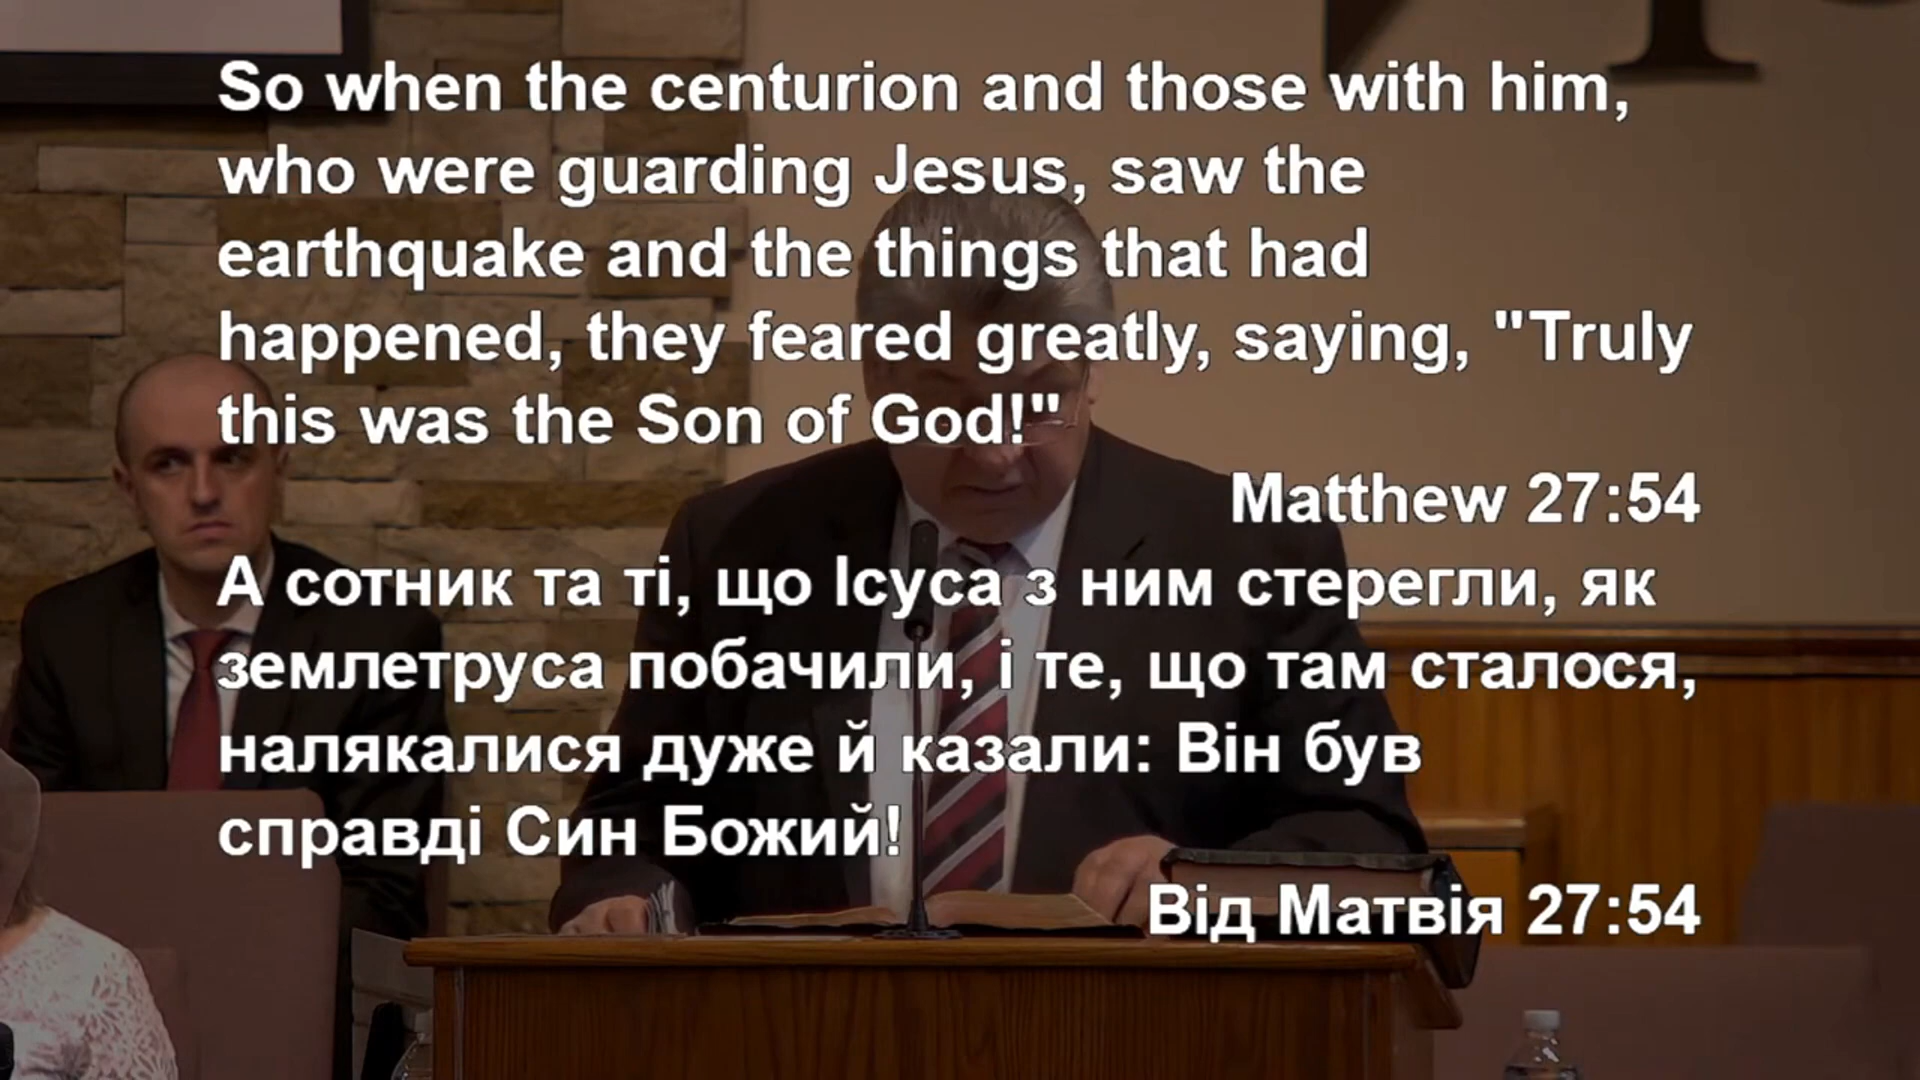 So when the centurion and those with him,
who were guarding Jesus, saw the
earthquake and the things that had
happened, they feared greatly, saying, "Truly
this was the Son of God!"
Matthew 27:54
А сотник та ті, що Ісуса з ним стерегли, як
землетруса побачили, і те, що там сталося,
налякалися дуже й казали: Він був
справді Син Божий!
Від Матвія 27:54